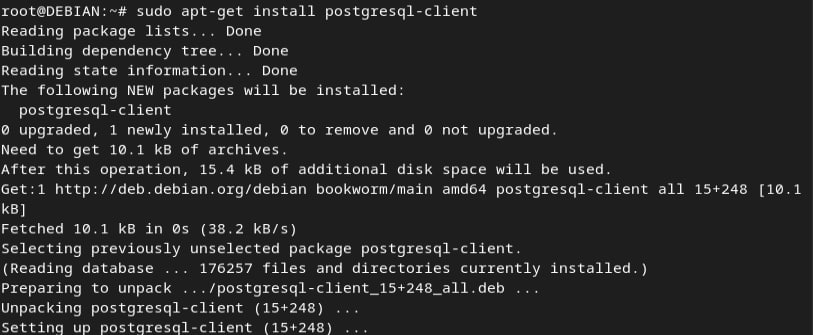 root@DEBIAN:~# sudo apt-get install postgresql-client
Reading package lists... Done
Building dependency tree... Done
Reading state information... Done
The following NEW packages will be installed:
  postgresql-client
0 upgraded, 1 newly installed, 0 to remove and 0 not upgraded.
Need to get 10.1 kB of archives.
After this operation, 15.4 kB of additional disk space will be used.
Get:1 http://deb.debian.org/debian bookworm/main amd64 postgresql-client all 15+248 [10.1
kB]
Fetched 10.1 kB in 0s (38.2 kB/s)
Selecting previously unselected package postgresql-client.
(Reading database ... 176257 files and directories currently installed.)
Preparing to unpack .../postgresql-client_15+248_all.deb ...
Unpacking postgresql-client (15+248) ...
Setting up postgresql-client (15+248) ...